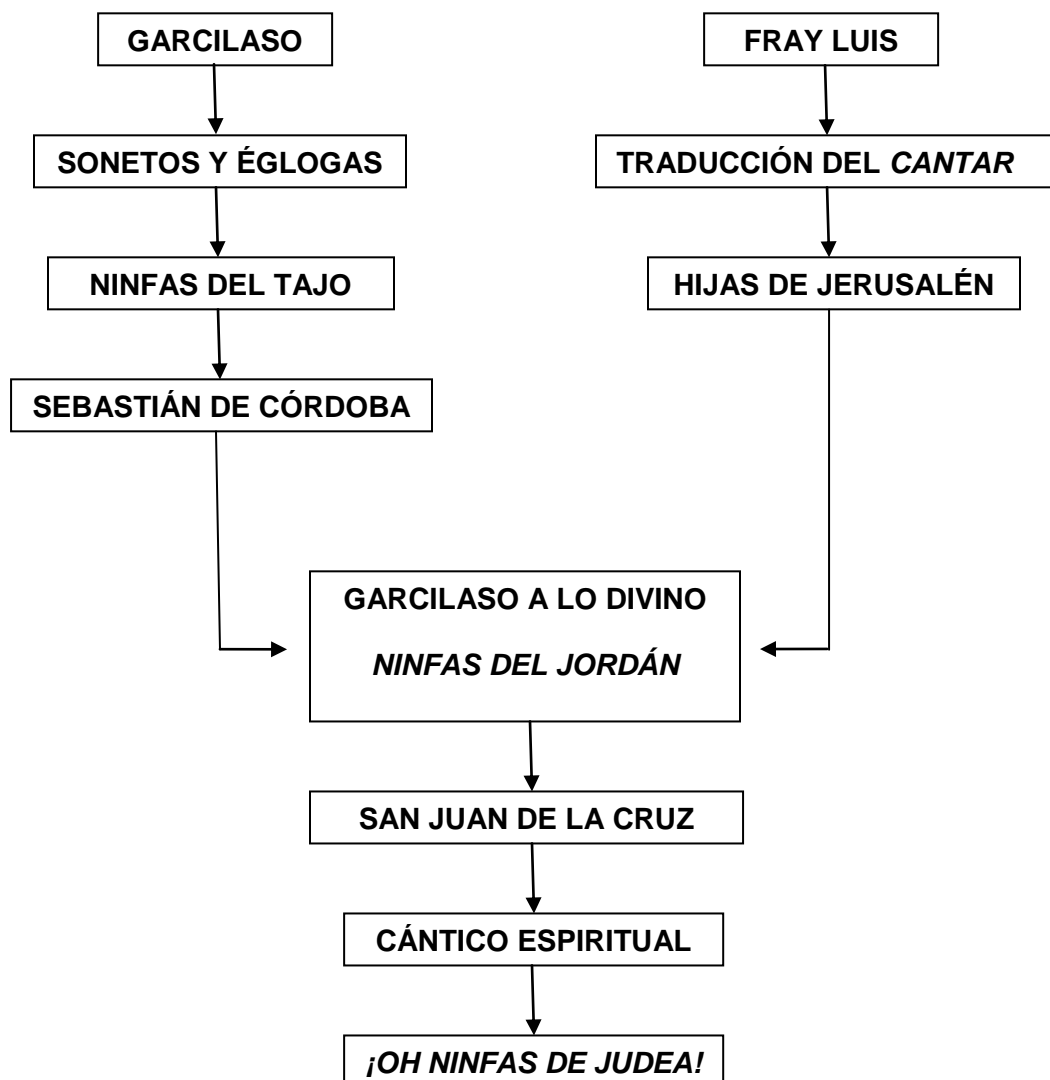 GARCILASO
FRAY LUIS
SONETOS Y ÉGLOGAS
TRADUCCIÓN DEL CANTAR
NINFAS DEL TAJO
HIJAS DE JERUSALÉN
SEBASTIÁN DE CÓRDOBA
GARCILASO A LO DIVINO
NINFAS DEL JORDÁN
SAN JUAN DE LA CRUZ
CÁNTICO ESPIRITUAL
¡OH NINFAS DE JUDEA!